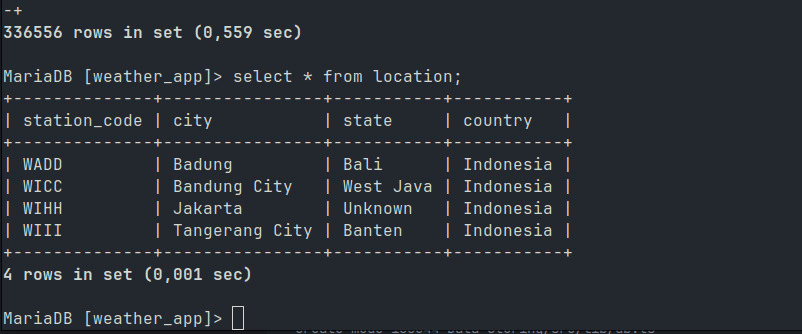 -+
336556 rows in set (0,559 sec)
MariaDB [weather_app]> select * from location;
+--------------+----------------+-----------+-----------+
| station_code | city           | state     | country   |
+--------------+----------------+-----------+-----------+
| WADD         | Badung         | Bali      | Indonesia |
| WICC         | Bandung City   | West Java | Indonesia |
| WIHH         | Jakarta        | Unknown   | Indonesia |
| WIII         | Tangerang City | Banten    | Indonesia |
+--------------+----------------+-----------+-----------+
4 rows in set (0,001 sec)
MariaDB [weather_app]>